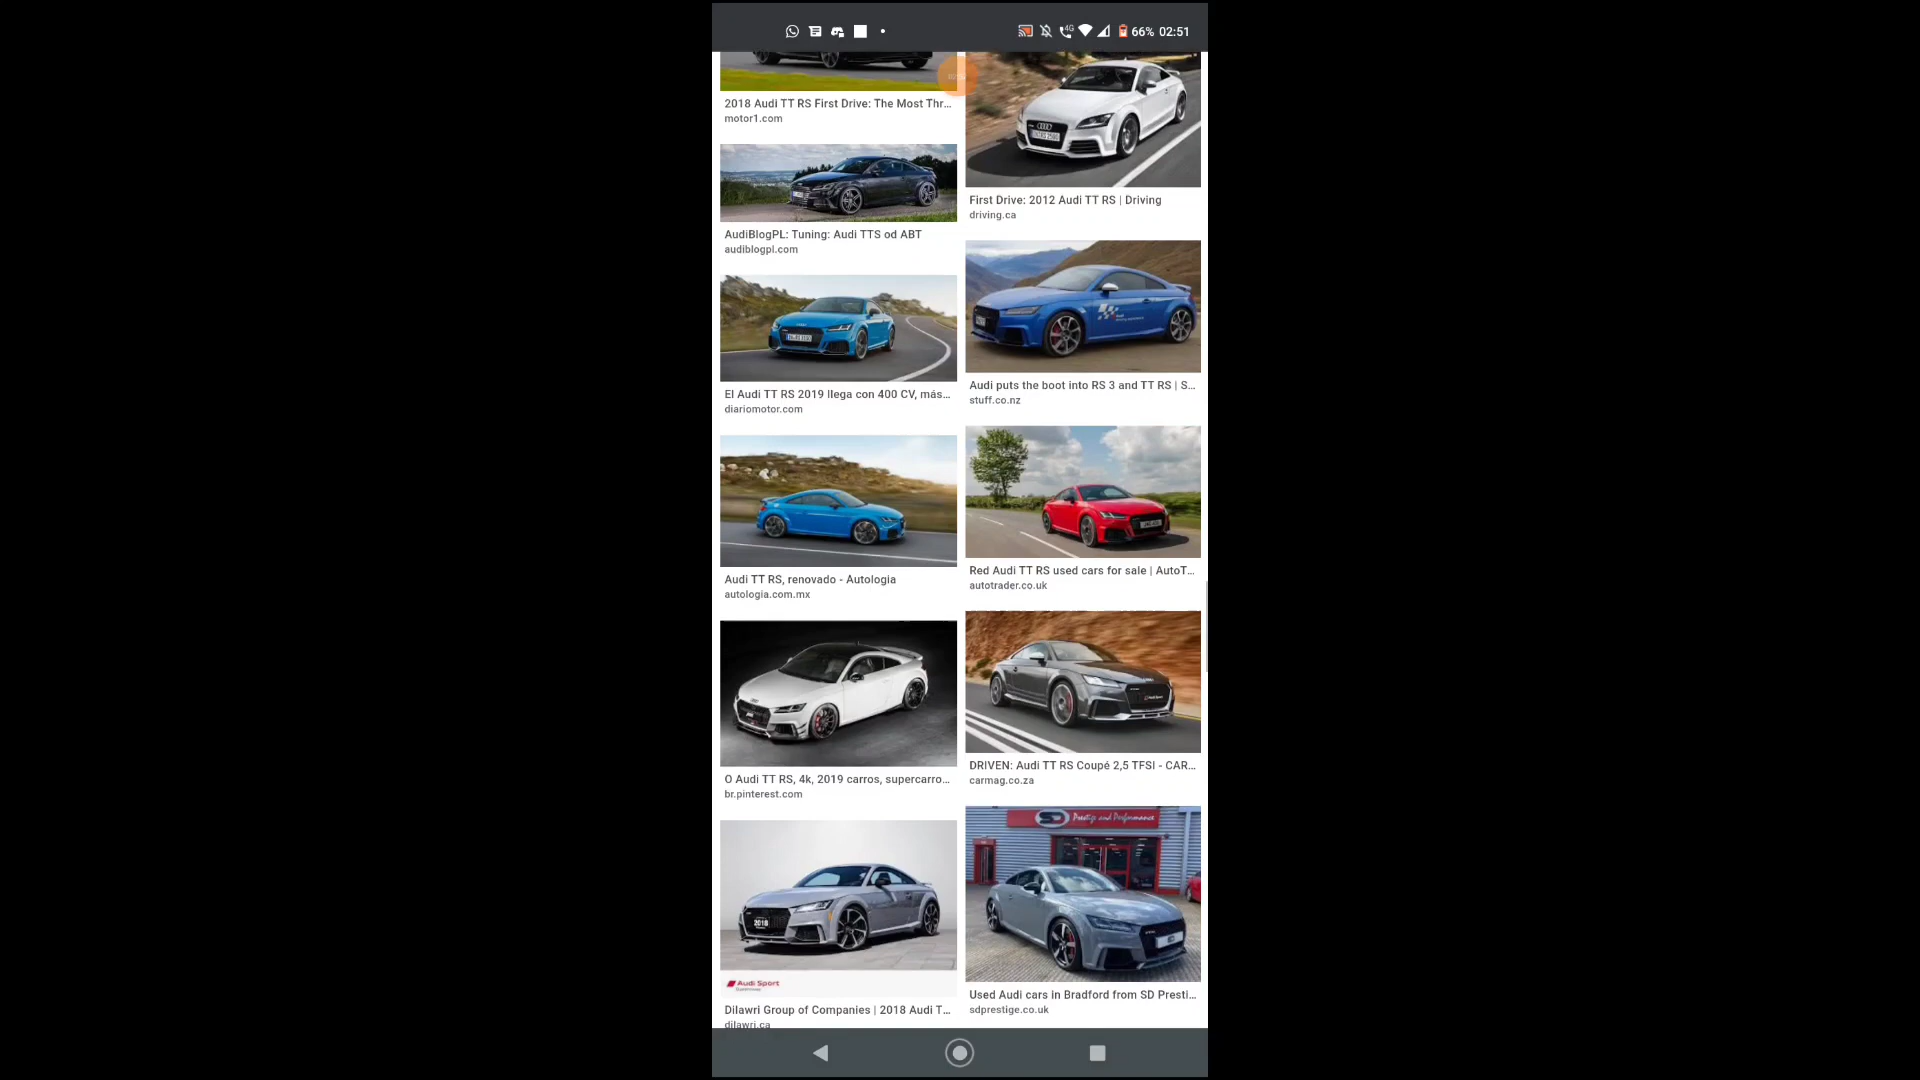 4G 66% 02:51
2018 Audi TT RS First Drive: The Most Thr...
motor1.com
AudiBlogPL: Tuning: Audi TTS od ABT
audiblogpl.com
El Audi TT RS 2019 llega con 400 CV, más...
diariomotor.com
Audi TT RS, renovado - Autologia
autologia.com.mx
O Audi TT RS, 4k, 2019 carros, supercarro...
br.pinterest.com
2018
Audi Sport
Dilawri Group of Companies | 2018 Audi T...
dilawri.ca
First Drive: 2012 Audi TT RS | Driving
driving.ca
Audi puts the boot into RS 3 and TT RS | S...
stuff.co.nz
Red Audi TT RS used cars for sale | AutoT...
autotrader.co.uk
DRIVEN: Audi TT RS Coupé 2,5 TFSI - CAR...
carmag.co.za
SD Prestige and Performance
Used Audi cars in Bradford from SD Presti...
sdprestige.co.uk